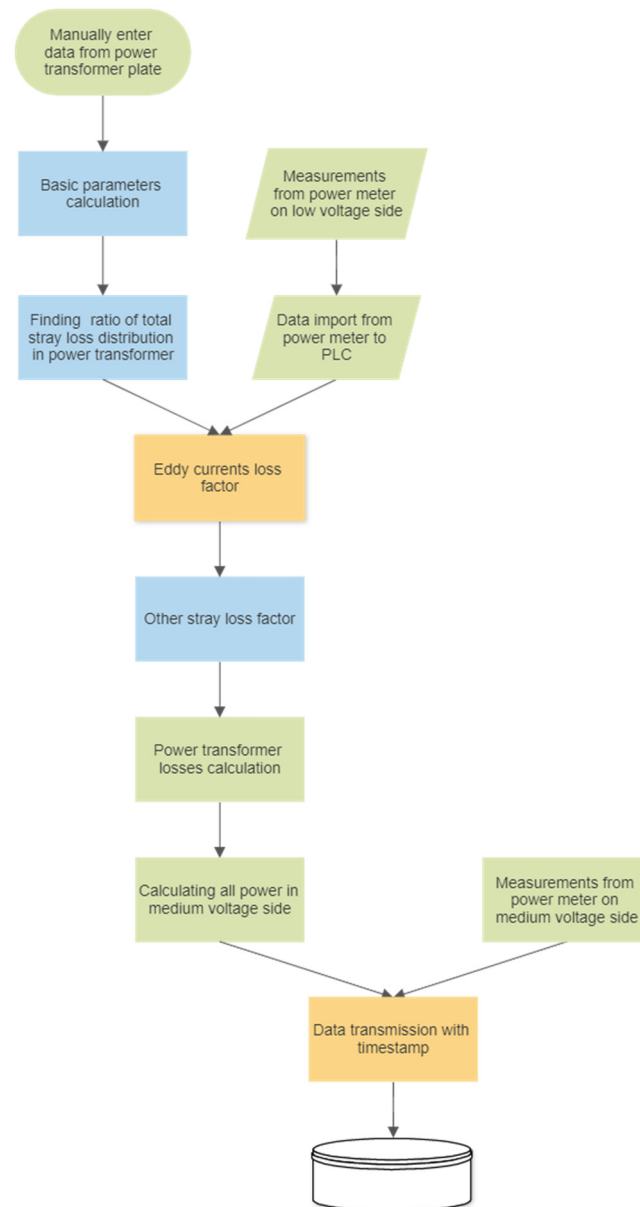 Manually enter
data from power
transformer plate
Basic parameters
calculation
Measurements
from power meter
on low voltage side
Finding ratio of total
stray loss distribution
in power transformer
Data import from
power meter to
PLC
Eddy currents loss
factor
Other stray loss factor
Power transformer
losses calculation
Calculating all power in
medium voltage side
Measurements from
power meter on
medium voltage side
Data transmission with
timestamp